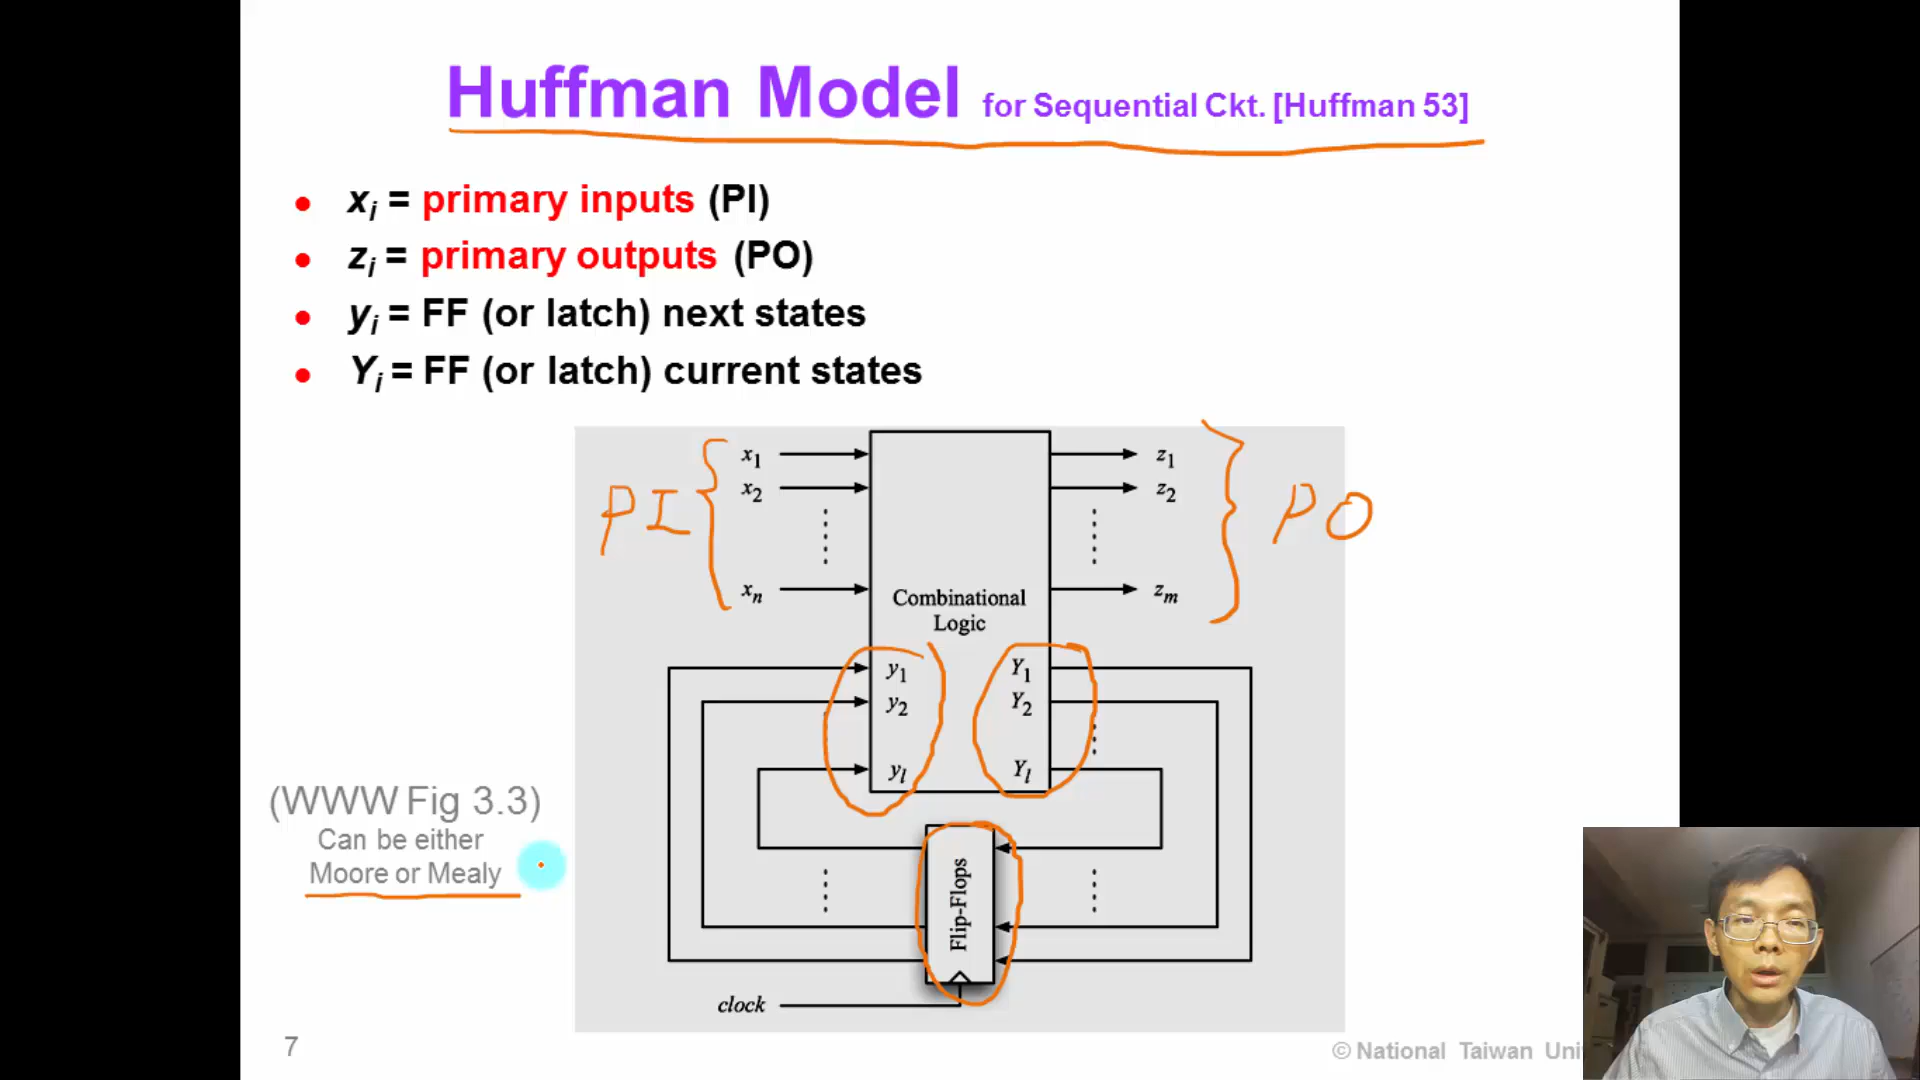 Huffman Model for Sequential Ckt. [Huffman 53]
• xi = primary inputs (PI)
• zi = primary outputs (PO)
• yi = FF (or latch) next states
• Yi = FF (or latch) current states
PI
x1
x2
xn
z1
z2
zm
PO
Combinational
Logic
y1
y2
yl
Y1
Y2
Yl
Flip-Flops
clock
(WWW Fig 3.3)
Can be either
Moore or Mealy
7
© National Taiwan Uni